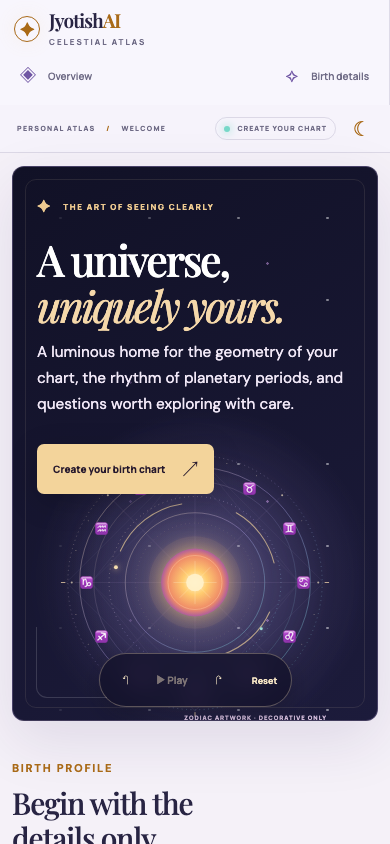 JyotishAI
CELESTIAL ATLAS
Overview
Birth details
PERSONAL ATLAS / WELCOME
CREATE YOUR CHART
THE ART OF SEEING CLEARLY
A universe,
uniquely yours.
A luminous home for the geometry of your
chart, the rhythm of planetary periods, and
questions worth exploring with care.
Create your birth chart
♉
♒
♊
♑
♋
♐
♌
Play
Reset
ZODIAC ARTWORK · DECORATIVE ONLY
BIRTH PROFILE
Begin with the
details only